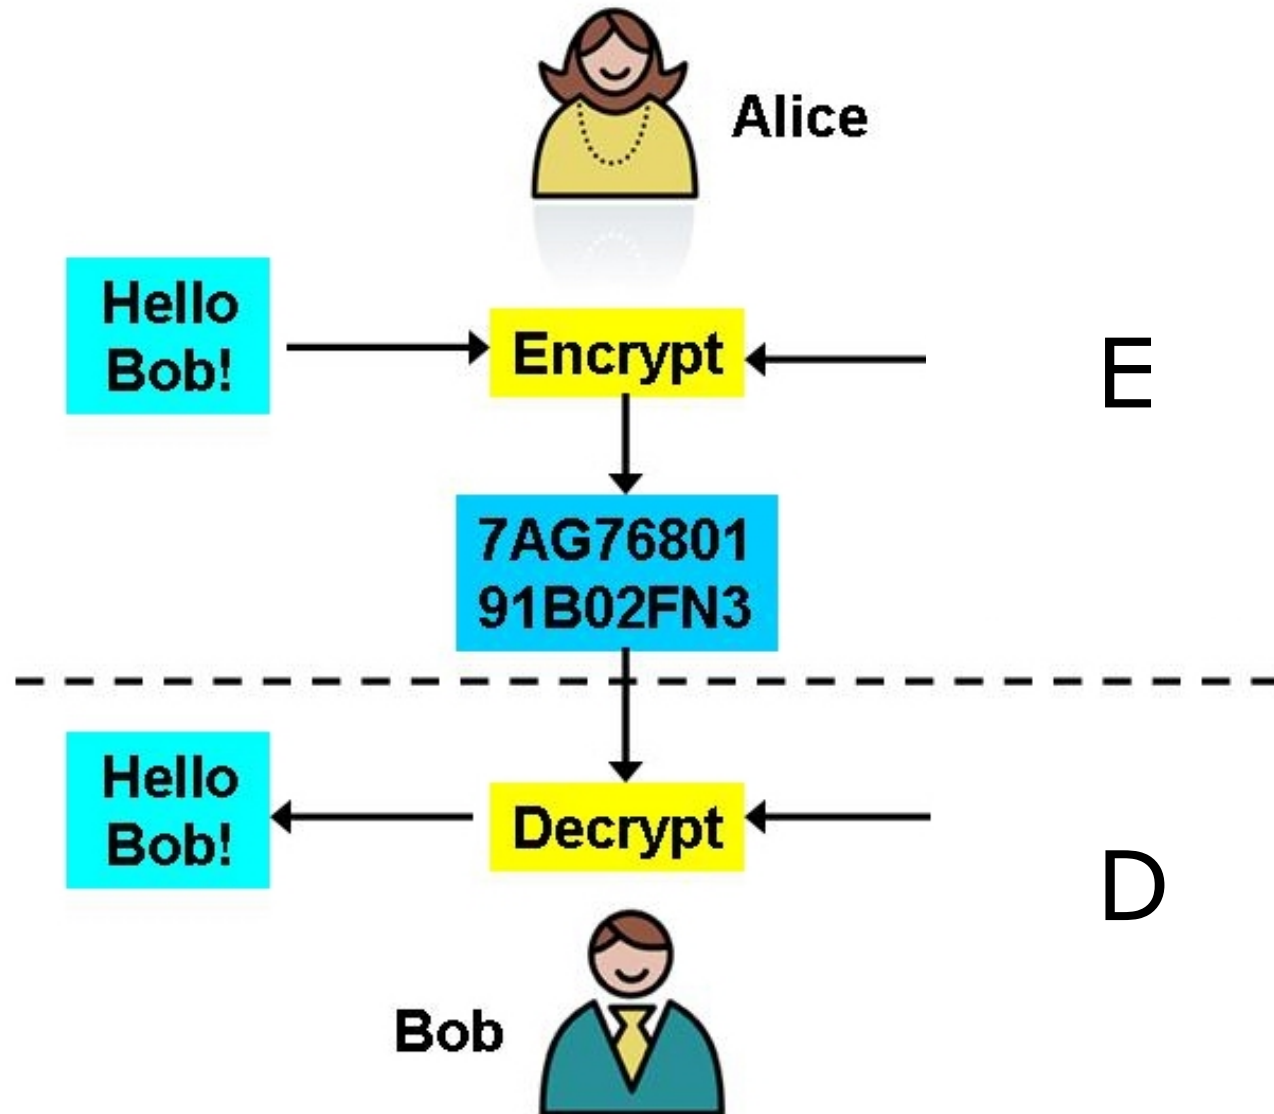 Alice
Hello
Bob!
Encrypt
E
7AG76801
91B02FN3
Hello
Bob!
Decrypt
D
Bob